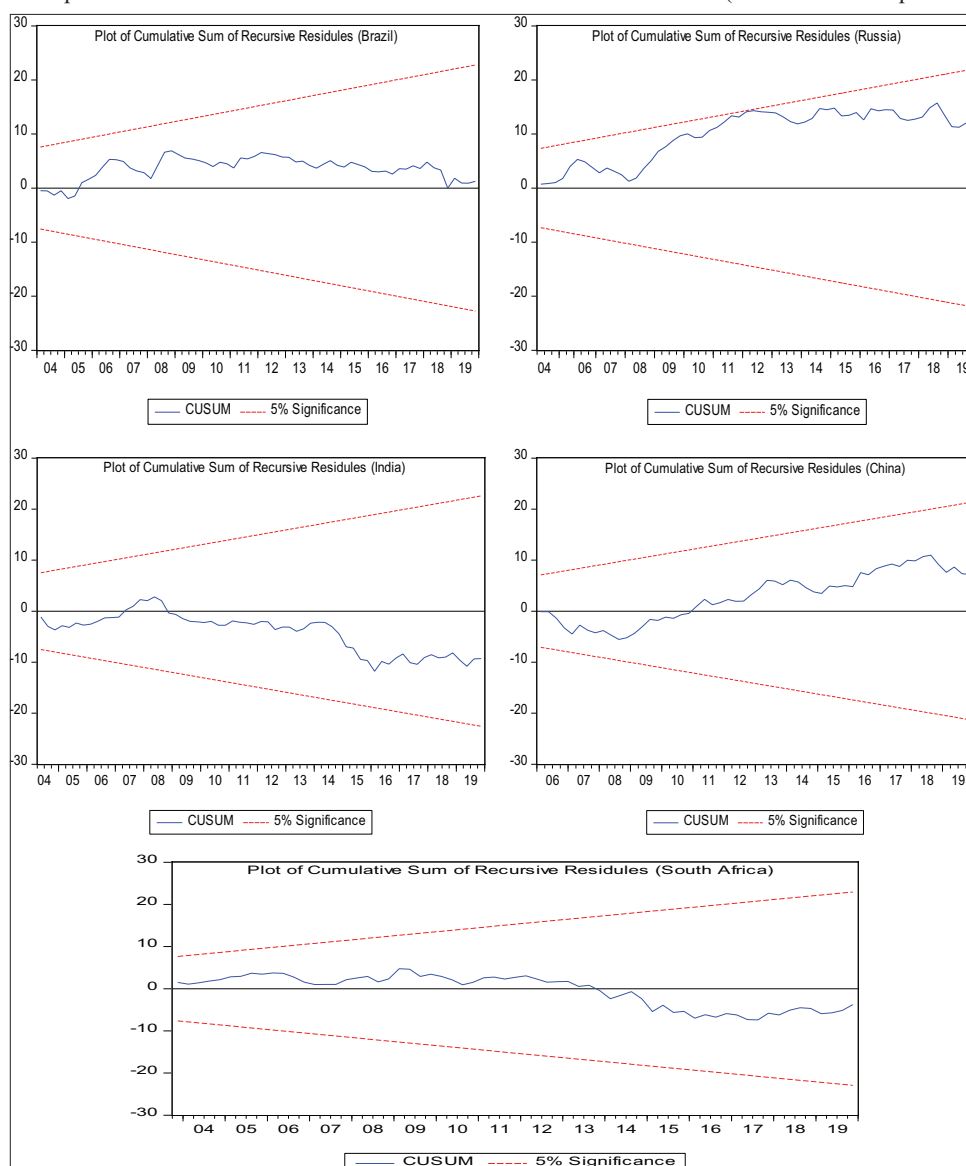 Plot of Cumulative Sum of Recursive Residules (Brazil)
30
20
10
0
-10
-20
-30
04 05 06 07 08 09 10 11 12 13 14 15 16 17 18 19
CUSUM 5% Significance
Plot of Cumulative Sum of Recursive Residules (Russia)
30
20
10
0
-10
-20
-30
04 05 06 07 08 09 10 11 12 13 14 15 16 17 18 19
CUSUM 5% Significance
Plot of Cumulative Sum of Recursive Residules (India)
30
20
10
0
-10
-20
-30
04 05 06 07 08 09 10 11 12 13 14 15 16 17 18 19
CUSUM 5% Significance
Plot of Cumulative Sum of Recursive Residules (China)
30
20
10
0
-10
-20
-30
06 07 08 09 10 11 12 13 14 15 16 17 18 19
CUSUM 5% Significance
Plot of Cumulative Sum of Recursive Residules (South Africa)
30
20
10
0
-10
-20
-30
04 05 06 07 08 09 10 11 12 13 14 15 16 17 18 19
CUSUM 5% Significance